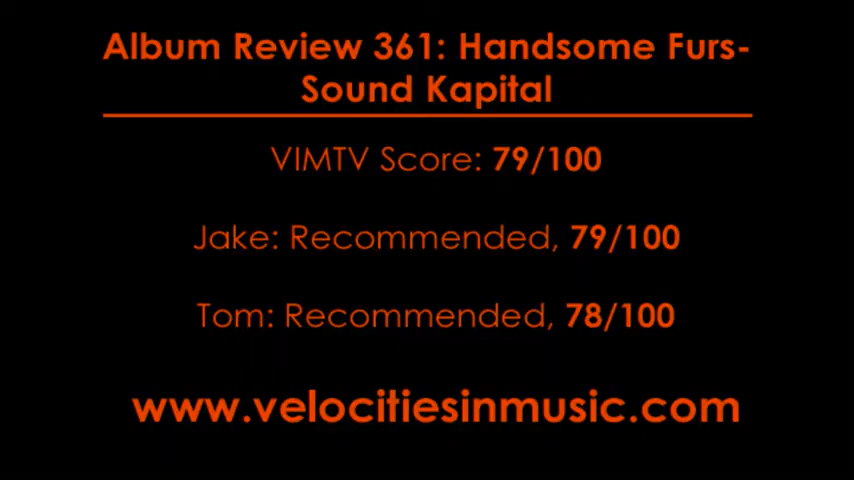 Album Review 361: Handsome Furs-
Sound Kapital
VIMTV Score: 79/100
Jake: Recommended, 79/100
Tom: Recommended, 78/100
www.velocitiesinmusic.com